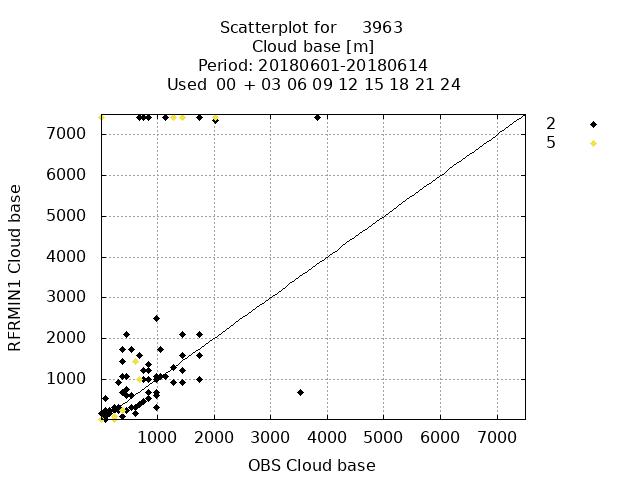 Scatterplot for 3963
Cloud base [m]
Period: 20180601-20180614
Used 00 + 03 06 09 12 15 18 21 24
2
5
7000
6000
5000
4000
3000
2000
1000
RFRMIN1 Cloud base
1000 2000 3000 4000 5000 6000 7000
OBS Cloud base